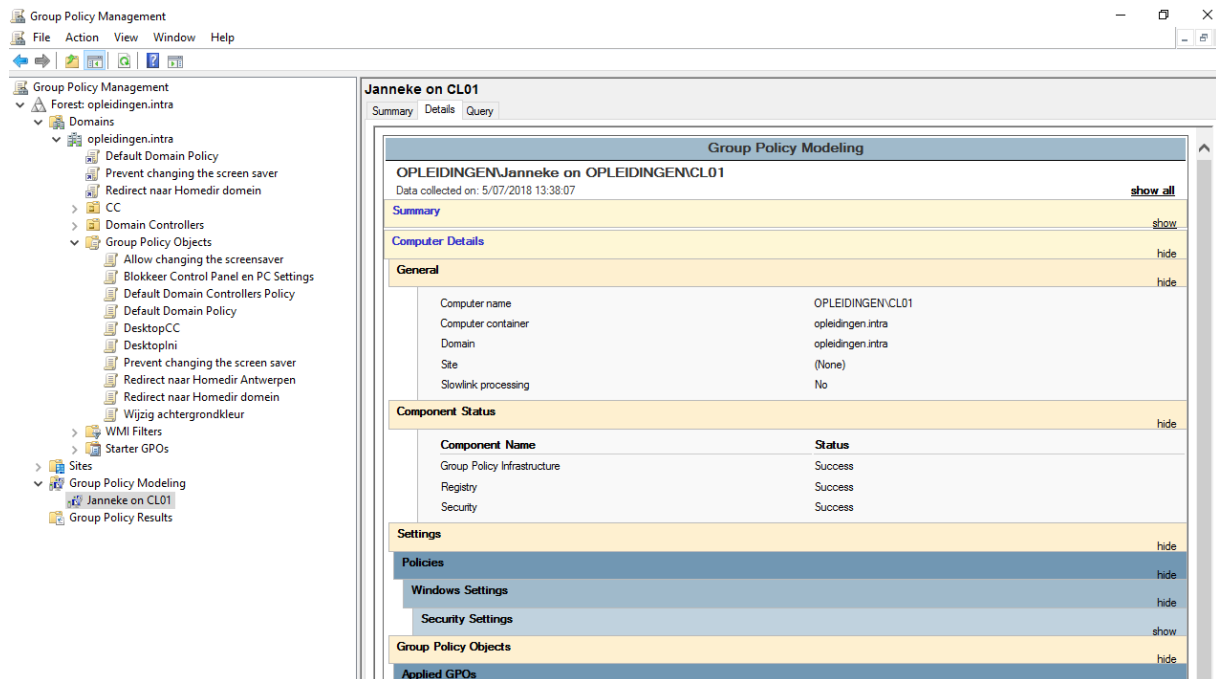 Group Policy Management
File Action View Window Help
Group Policy Management
Forest: opleidingen.intra
Domains
opleidingen.intra
Default Domain Policy
Prevent changing the screen saver
Redirect naar Homedir domein
CC
Domain Controllers
Group Policy Objects
Allow changing the screensaver
Blokkeer Control Panel en PC Settings
Default Domain Controllers Policy
Default Domain Policy
DesktopCC
DesktopIni
Prevent changing the screen saver
Redirect naar Homedir Antwerpen
Redirect naar Homedir domein
Wijzig achtergrondkleur
WMI Filters
Starter GPOs
Sites
Group Policy Modeling
Janneke on CL01
Group Policy Results
Janneke on CL01
Summary Details Query
Group Policy Modeling
OPLEIDINGEN\Janneke on OPLEIDINGEN\CL01
Data collected on: 5/07/2018 13:38:07 show all
Summary show
Computer Details hide
General hide
Computer name OPLEIDINGEN\CL01
Computer container opleidingen.intra
Domain opleidingen.intra
Site (None)
Slowlink processing No
Component Status hide
Component Name Status
Group Policy Infrastructure Success
Registry Success
Security Success
Settings hide
Policies hide
Windows Settings hide
Security Settings show
Group Policy Objects hide
Applied GPOs